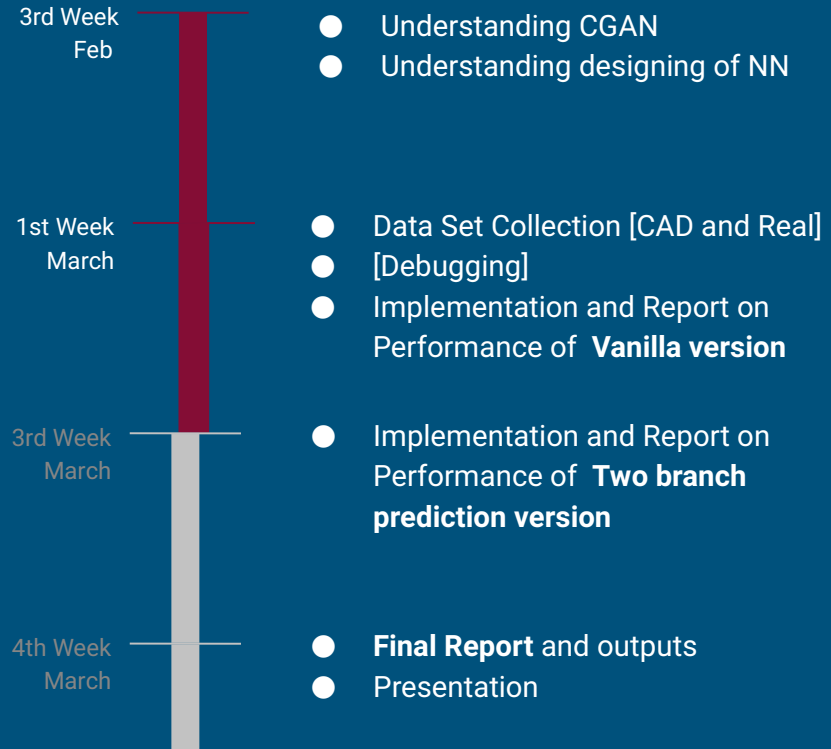 3rd Week
Feb
● Understanding CGAN
● Understanding designing of NN
1st Week
March
● Data Set Collection [CAD and Real]
● [Debugging]
● Implementation and Report on
Performance of Vanilla version
3rd Week
March
● Implementation and Report on
Performance of Two branch
prediction version
4th Week
March
● Final Report and outputs
● Presentation